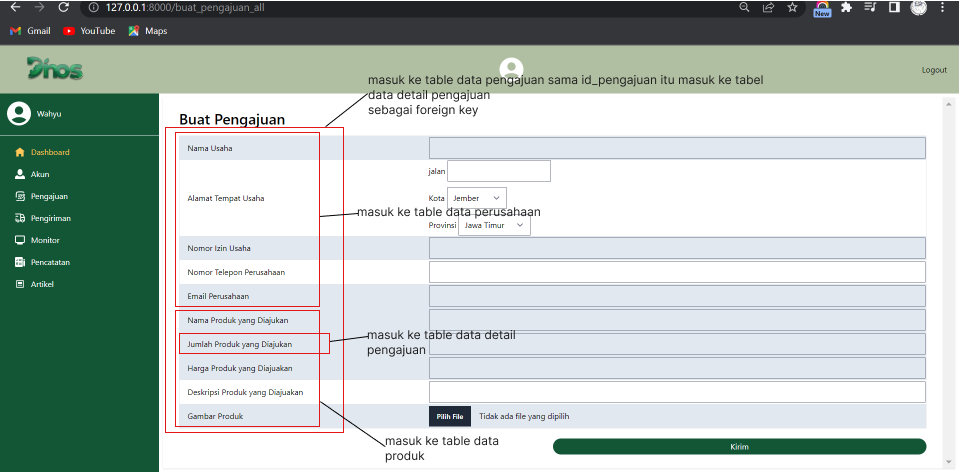 127.0.0.1:8000/buat_pengajuan_all
New
Gmail
YouTube
Maps
Dhos
Logout
masuk ke table data pengajuan sama id_pengajuan itu masuk ke tabel
data detail pengajuan
sebagai foreign key
Wahyu
Dashboard
Akun
Pengajuan
Pengiriman
Monitor
Pencatatan
Artikel
Buat Pengajuan
Nama Usaha
jalan
Alamat Tempat Usaha
Kota Jember
masuk ke table data perusahaan
Provinsi Jawa Timur
Nomor Izin Usaha
Nomor Telepon Perusahaan
Email Perusahaan
Nama Produk yang Diajukan
masuk ke table data detail
pengajuan
Jumlah Produk yang Diajukan
Harga Produk yang Diajuakan
Deskripsi Produk yang Diajuakan
Gambar Produk
Pilih File Tidak ada file yang dipilih
masuk ke table data
produk
Kirim